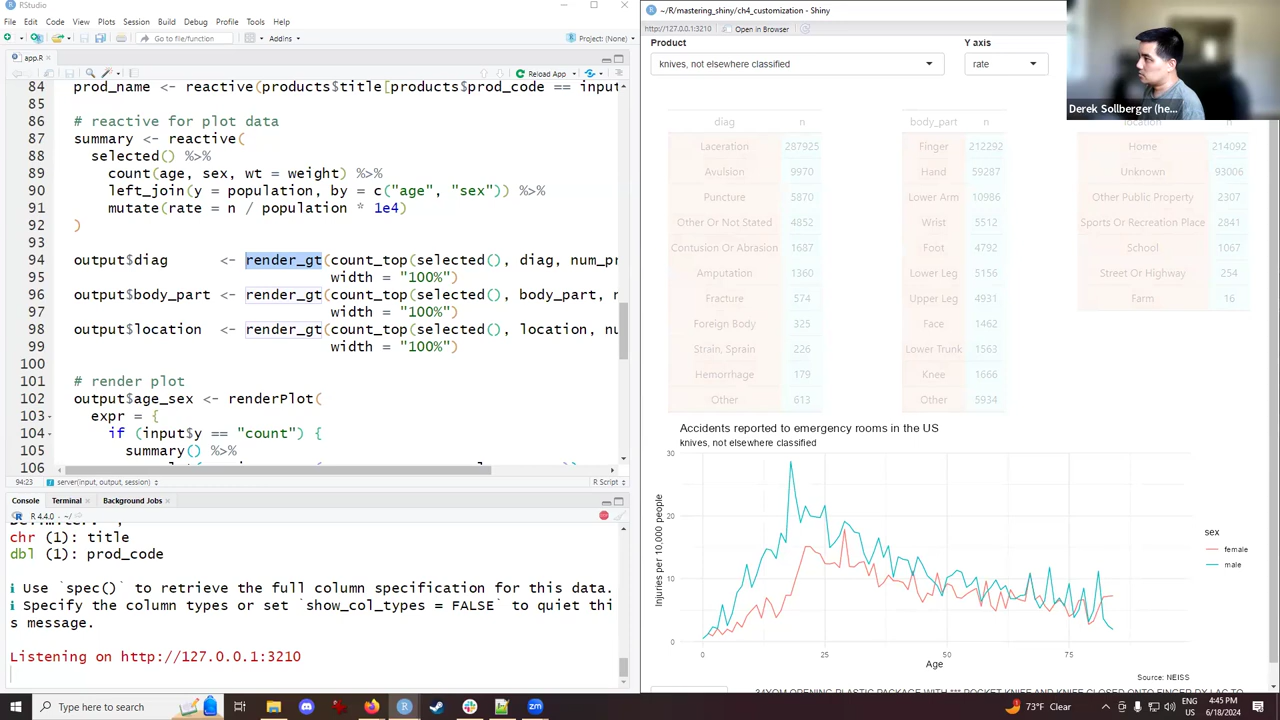 RStudio
File Edit Code View Plots Session Build Debug Profile Tools Help
Go to file/function
Addins
Project: (None)
app.R
Reload App
84 prod_name <- reactive(products$title[products$prod_code == input
85
86 # reactive for plot data
87 summary <- reactive(
88 selected() %>%
89 count(age, sex, wt = weight) %>%
90 left_join(y = population, by = c("age", "sex")) %>%
91 mutate(rate = n / population * 1e4)
92 )
93
94 output$diag <- render_gt(count_top(selected(), diag, num_pr
95 width = "100%")
96 output$body_part <- render_gt(count_top(selected(), body_part, n
97 width = "100%")
98 output$location <- render_gt(count_top(selected(), location, nu
99 width = "100%")
100
101 # render plot
102 output$age_sex <- renderPlot(
103 expr = {
104 if (input$y == "count") {
105 summary() %>%
106
94:23 server(input, output, session) R Script
Console Terminal Background Jobs
R 4.4.0 · ~/
chr (1): title
dbl (1): prod_code
ℹ Use `spec()` to retrieve the full column specification for this data.
ℹ Specify the column types or set `show_col_types = FALSE` to quiet thi
s message.
Listening on http://127.0.0.1:3210
~/R/mastering_shiny/ch4_customization - Shiny
http://127.0.0.1:3210 Open in Browser
Product Y axis
knives, not elsewhere classified rate
Derek Sollberger (he...
diag n
Laceration 287925
Avulsion 9970
Puncture 5870
Other Or Not Stated 4852
Contusion Or Abrasion 1687
Amputation 1360
Fracture 574
Foreign Body 325
Strain, Sprain 226
Hemorrhage 179
Other 613
body_part n
Finger 212292
Hand 59287
Lower Arm 10986
Wrist 5512
Foot 4792
Lower Leg 5156
Upper Leg 4931
Face 1462
Lower Trunk 1563
Knee 1666
Other 5934
location n
Home 214092
Unknown 93006
Other Public Property 2307
Sports Or Recreation Place 2841
School 1067
Street Or Highway 254
Farm 16
Accidents reported to emergency rooms in the US
knives, not elsewhere classified
Injuries per 10,000 people
30
20
10
0
0 25 50 75
Age
sex
female
male
Source: NEISS
34YOM OPENING PLASTIC PACKAGE WITH *** POCKET KNIFE AND KNIFE CLOSED ONTO FINGER
Type here to search
73°F Clear
ENG
US
4:45 PM
6/18/2024